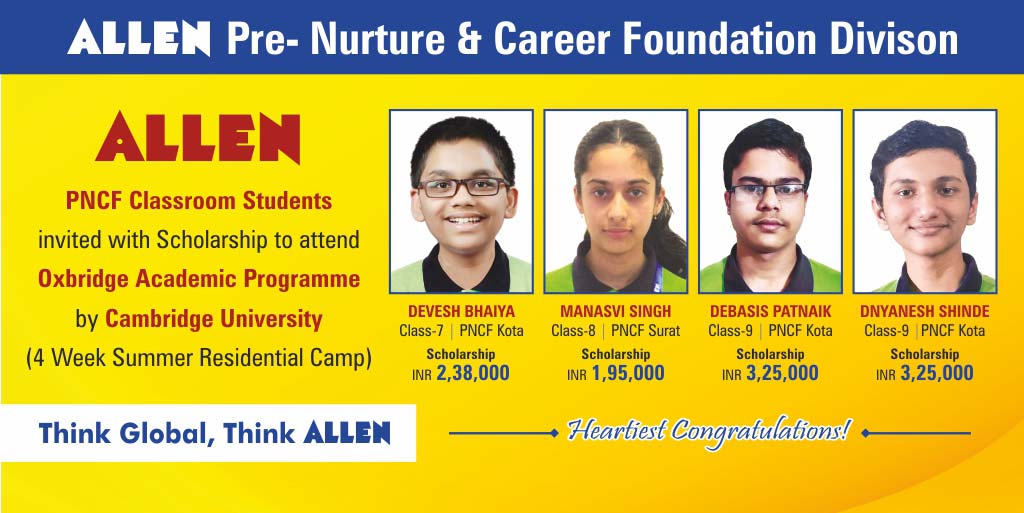 ALLEN Pre- Nurture & Career Foundation Divison
ALLEN
PNCF Classroom Students
invited with Scholarship to attend
Oxbridge Academic Programme
by Cambridge University
(4 Week Summer Residential Camp)
DEVESH BHAIYA
Class-7 | PNCF Kota
Scholarship
INR 2,38,000
MANASVI SINGH
Class-8 | PNCF Surat
Scholarship
INR 1,95,000
DEBASIS PATNAIK
Class-9 | PNCF Kota
Scholarship
INR 3,25,000
DNYANESH SHINDE
Class-9 | PNCF Kota
Scholarship
INR 3,25,000
Think Global, Think ALLEN
Heartiest Congratulations!